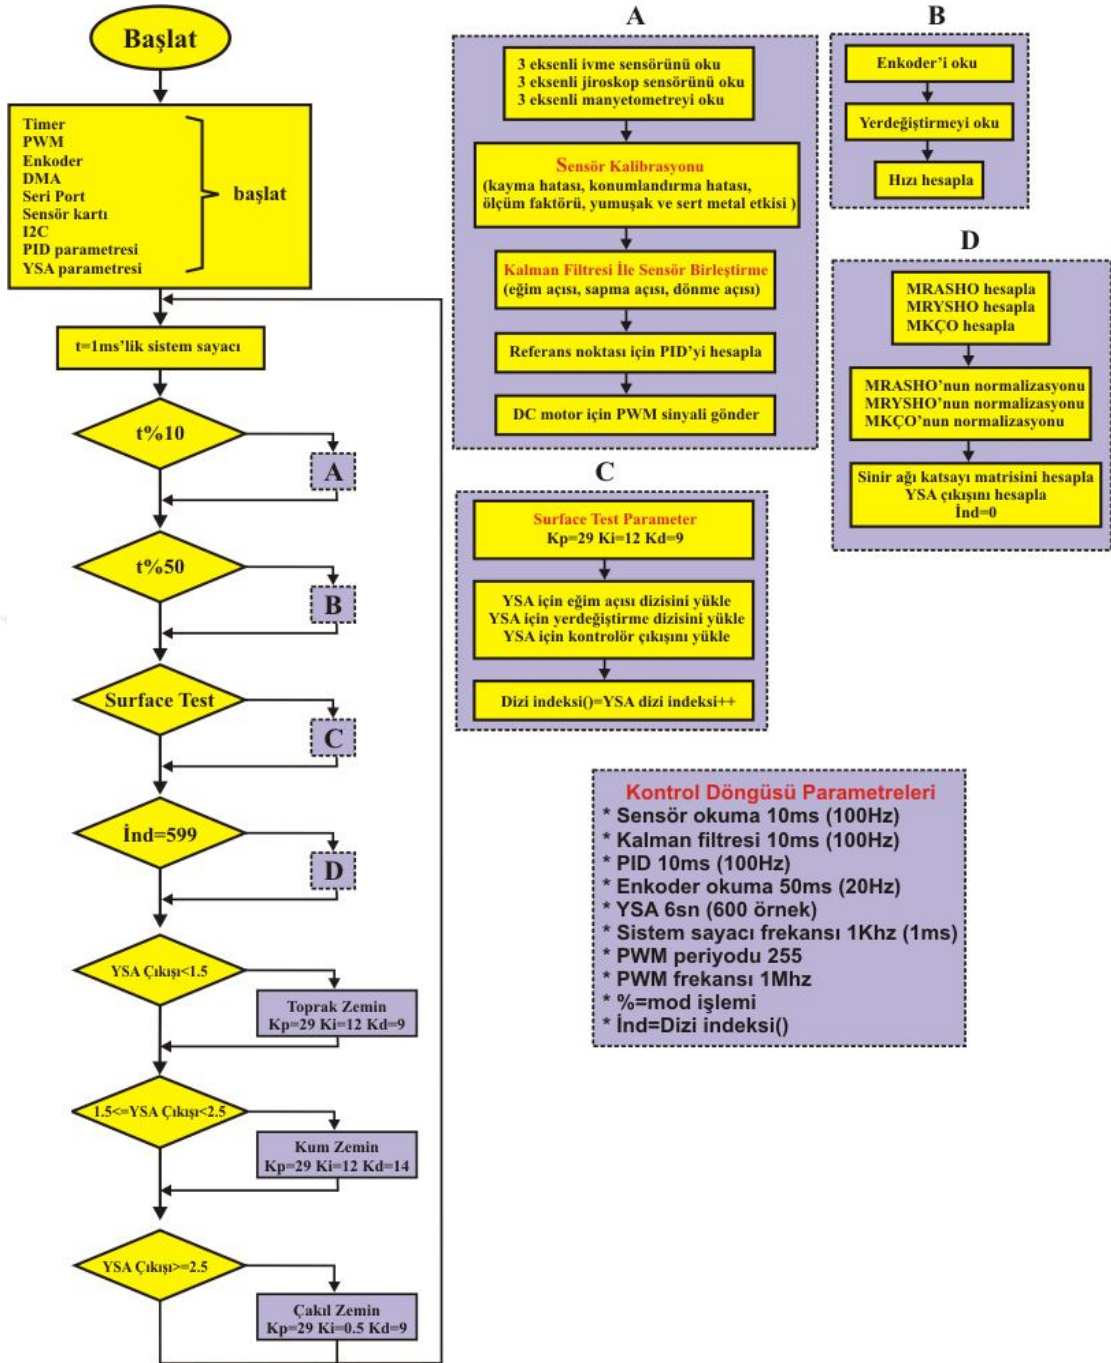 Başlat
Timer
PWM
Enkoder
DMA
Seri Port
Sensör kartı
I2C
PID parametresi
YSA parametresi
başlat
t=1ms'lik sistem sayacı
t%10
A
t%50
B
Surface Test
C
İnd=599
D
YSA Çıkışı<1.5
Toprak Zemin
Kp=29 Ki=12 Kd=9
1.5<=YSA Çıkışı<2.5
Kum Zemin
Kp=29 Ki=12 Kd=14
YSA Çıkışı>=2.5
Çakıl Zemin
Kp=29 Ki=0.5 Kd=9
A
3 eksenli ivme sensörünü oku
3 eksenli jiroskop sensörünü oku
3 eksenli manyetometreyi oku
Sensör Kalibrasyonu
(kayma hatası, konumlandırma hatası,
ölçüm faktörü, yumuşak ve sert metal etkisi )
Kalman Filtresi İle Sensör Birleştirme
(eğim açısı, sapma açısı, dönme açısı)
Referans noktası için PID'yi hesapla
DC motor için PWM sinyali gönder
B
Enkoder'i oku
Yerdeğiştirmeyi oku
Hızı hesapla
C
Surface Test Parameter
Kp=29 Ki=12 Kd=9
YSA için eğim açısı dizisini yükle
YSA için yerdeğiştirme dizisini yükle
YSA için kontrolör çıkışını yükle
Dizi indeksi()=YSA dizi indeksi++
D
MRASHO hesapla
MRYSHO hesapla
MKÇO hesapla
MRASHO'nun normalizasyonu
MRYSHO'nun normalizasyonu
MKÇO'nun normalizasyonu
Sinir ağı katsayı matrisini hesapla
YSA çıkışını hesapla
İnd=0
Kontrol Döngüsü Parametreleri
* Sensör okuma 10ms (100Hz)
* Kalman filtresi 10ms (100Hz)
* PID 10ms (100Hz)
* Enkoder okuma 50ms (20Hz)
* YSA 6sn (600 örnek)
* Sistem sayacı frekansı 1Khz (1ms)
* PWM periyodu 255
* PWM frekansı 1Mhz
* %=mod işlemi
* İnd=Dizi indeksi()